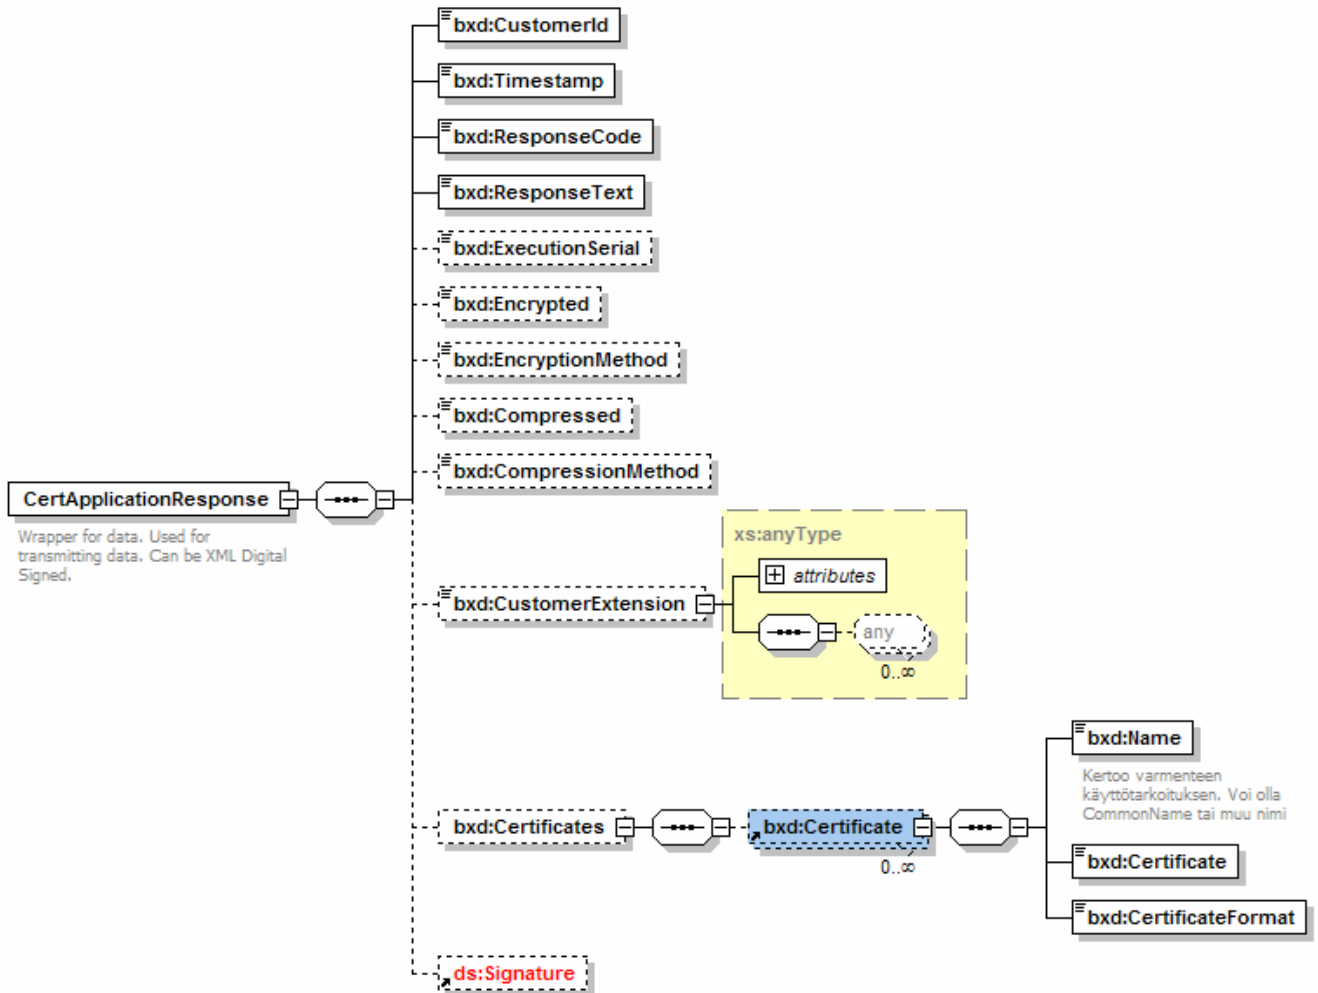 bxd:CustomerId
bxd:Timestamp
bxd:ResponseCode
bxd:ResponseText
bxd:ExecutionSerial
bxd:Encrypted
bxd:EncryptionMethod
bxd:Compressed
bxd:CompressionMethod
CertApplicationResponse
Wrapper for data. Used for
transmitting data. Can be XML Digital
Signed.
xs:anyType
attributes
bxd:CustomerExtension
any
0..∞
bxd:Name
Kertoo varmenteen
käyttötarkoituksen. Voi olla
CommonName tai muu nimi
bxd:Certificates
bxd:Certificate
0..∞
bxd:Certificate
bxd:CertificateFormat
ds:Signature